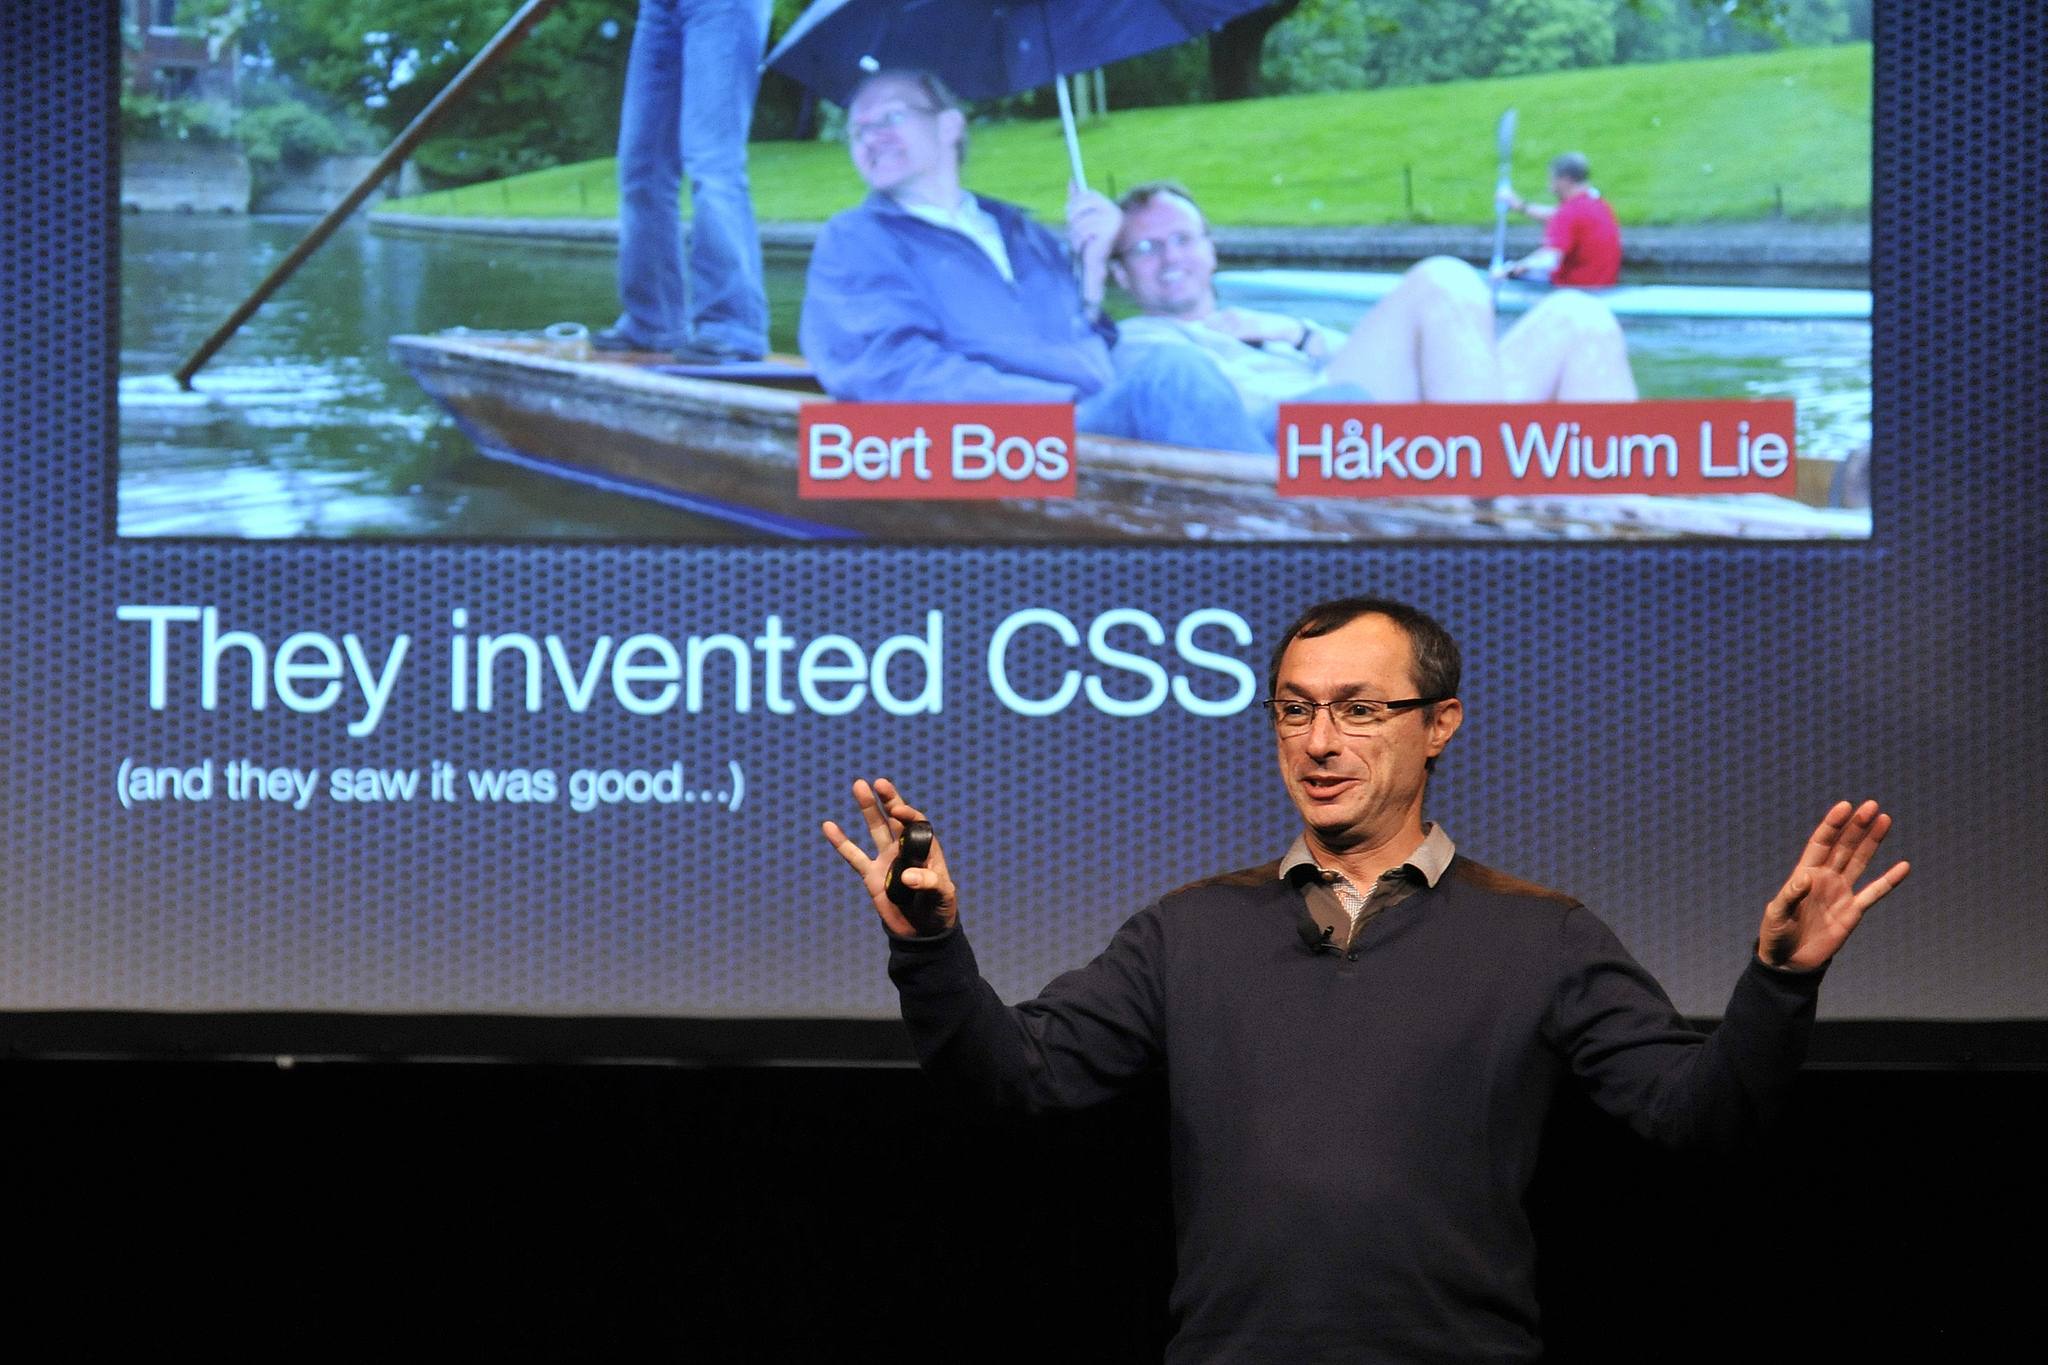 Bert Bos
Håkon Wium Lie
They invented CSS
(and they saw it was good...)